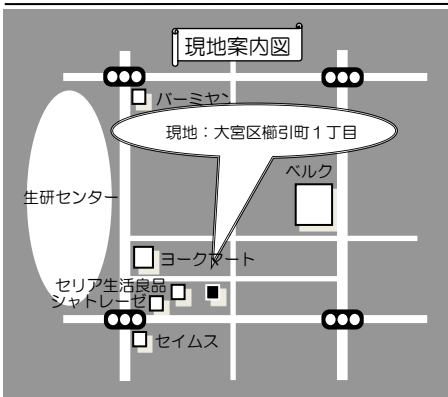 現地案内図
バーミヤン
現地：大宮区櫛引町１丁目
ベルク
生研センター
ヨークマート
セリア生活良品
シャトレーゼ
セイムス